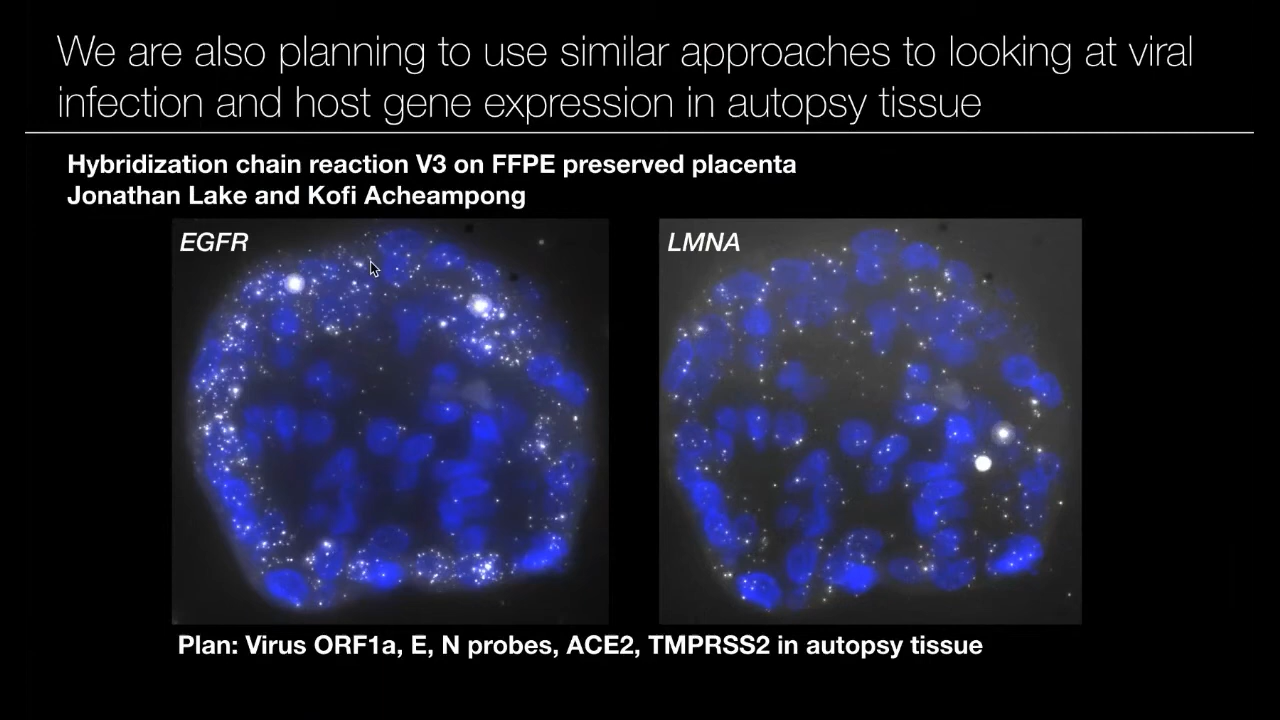 We are also planning to use similar approaches to looking at viral
infection and host gene expression in autopsy tissue
Hybridization chain reaction V3 on FFPE preserved placenta
Jonathan Lake and Kofi Acheampong
EGFR
LMNA
Plan: Virus ORF1a, E, N probes, ACE2, TMPRSS2 in autopsy tissue